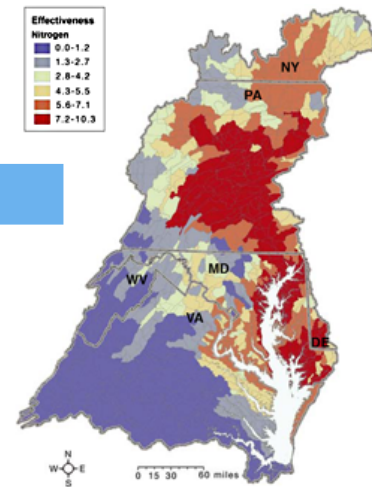 Effectiveness
Nitrogen
0.0-1.2
1.3-2.7
2.8-4.2
4.3-5.5
5.6-7.1
7.2-10.3
NY
PA
WV
MD
VA
DE
N
W E
S
0 15 30 60 miles